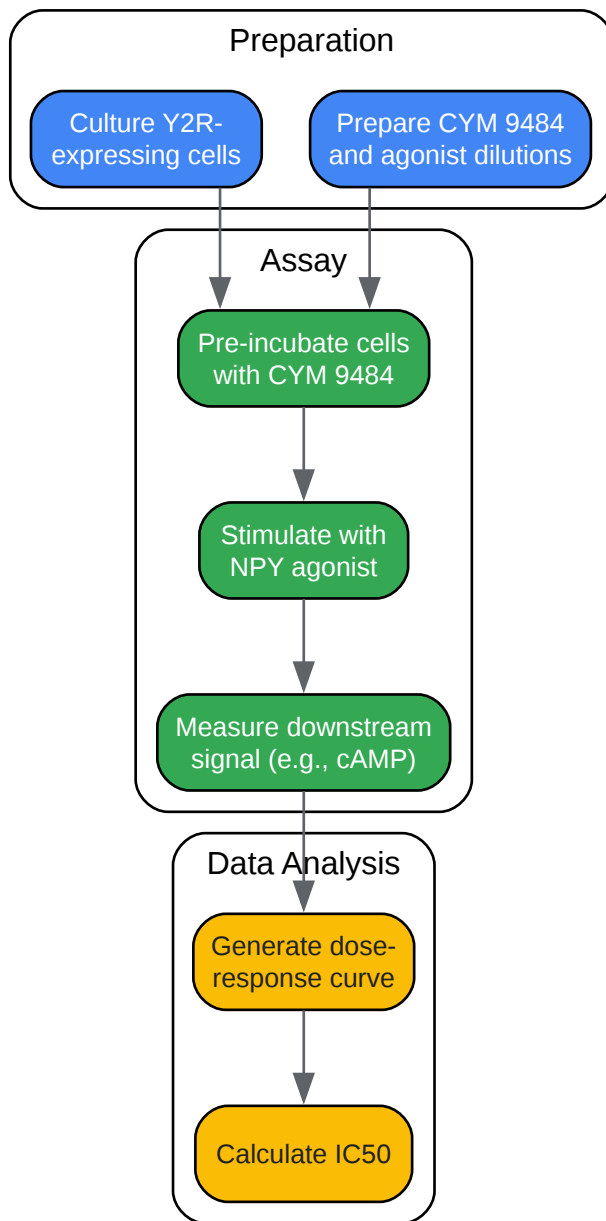 Preparation
Culture Y2R-
expressing cells
Prepare CYM 9484
and agonist dilutions
Assay
Pre-incubate cells
with CYM 9484
Stimulate with
NPY agonist
Measure downstream
signal (e.g., cAMP)
Data Analysis
Generate dose-
response curve
Calculate IC50